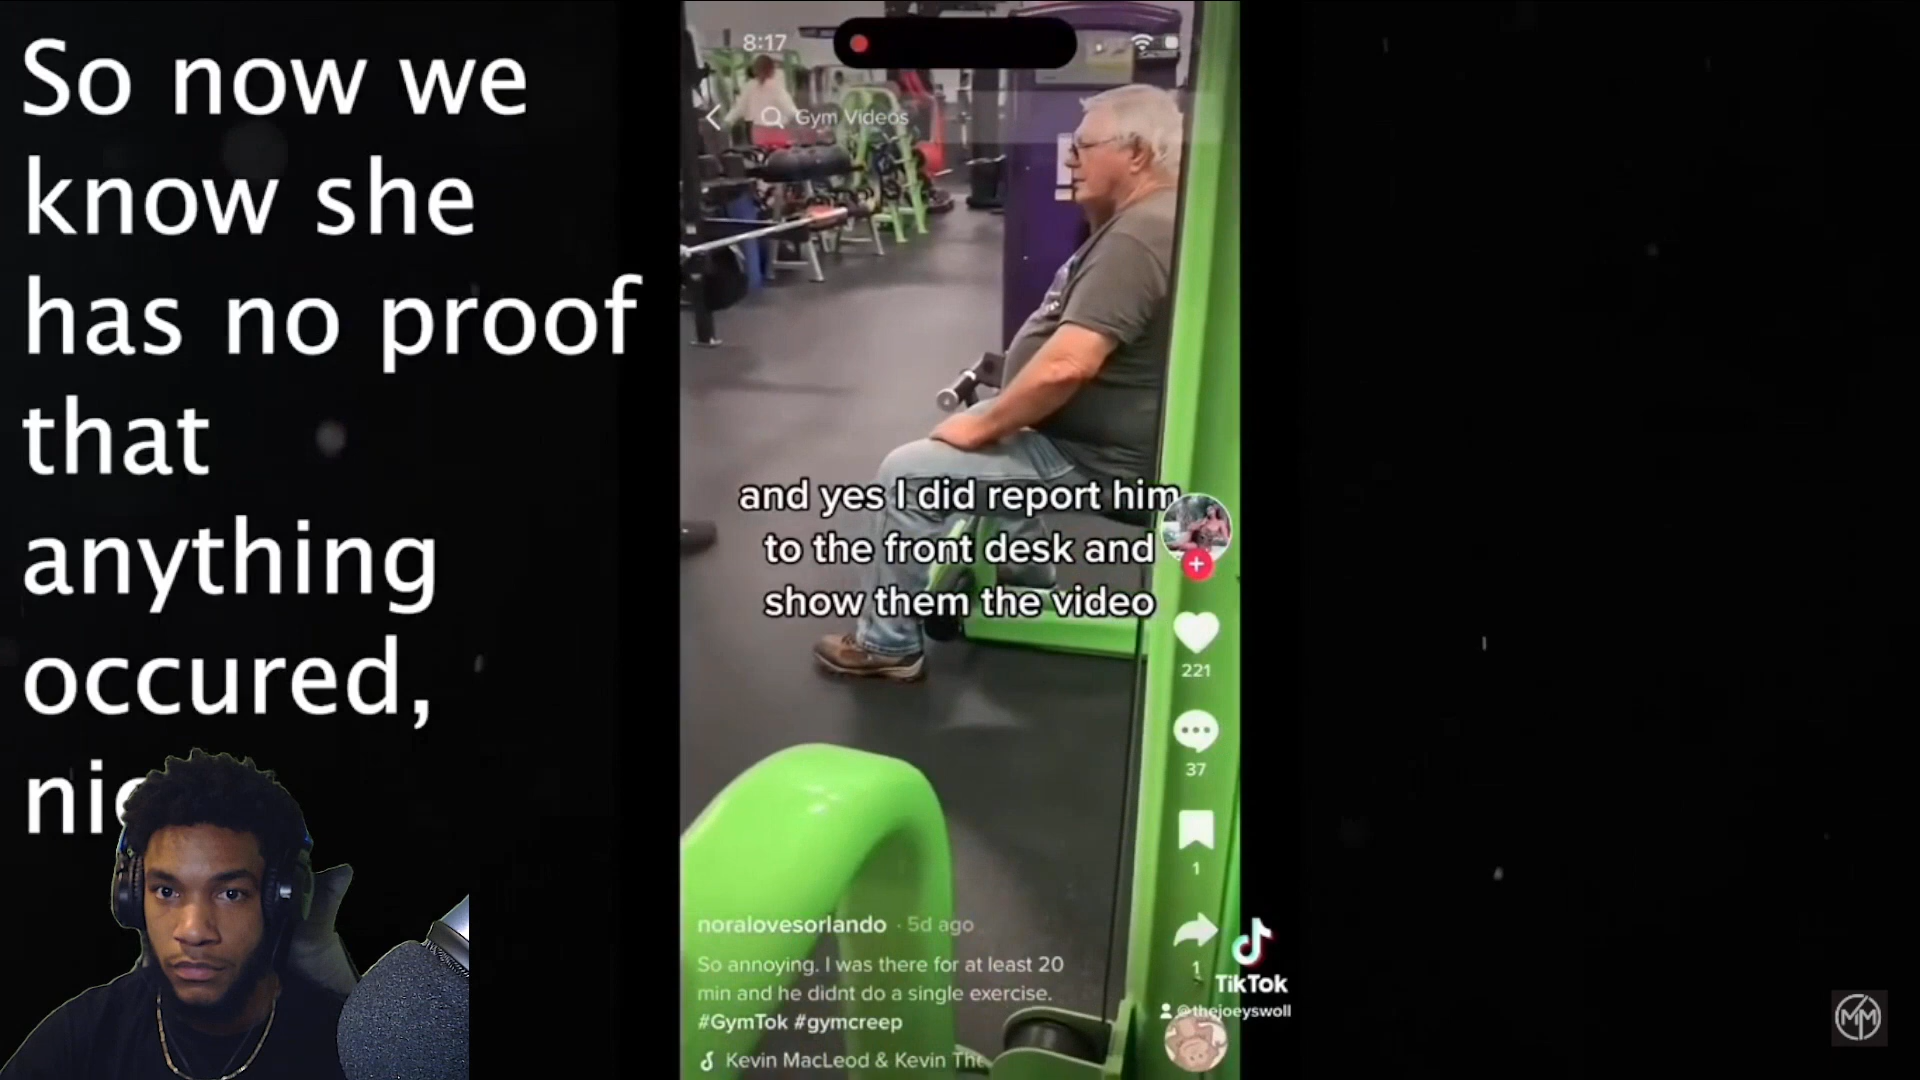 So now we
know she
has no proof
that
anything
occured,
8:17
Gym Videos
and yes I did report him
to the front desk and
show them the video
221
37
1
1
noralovesorlando · 5d ago
So annoying. I was there for at least 20
min and he didnt do a single exercise.
#GymTok #gymcreep
Kevin MacLeod & Kevin The
TikTok
@thejoeyswoll